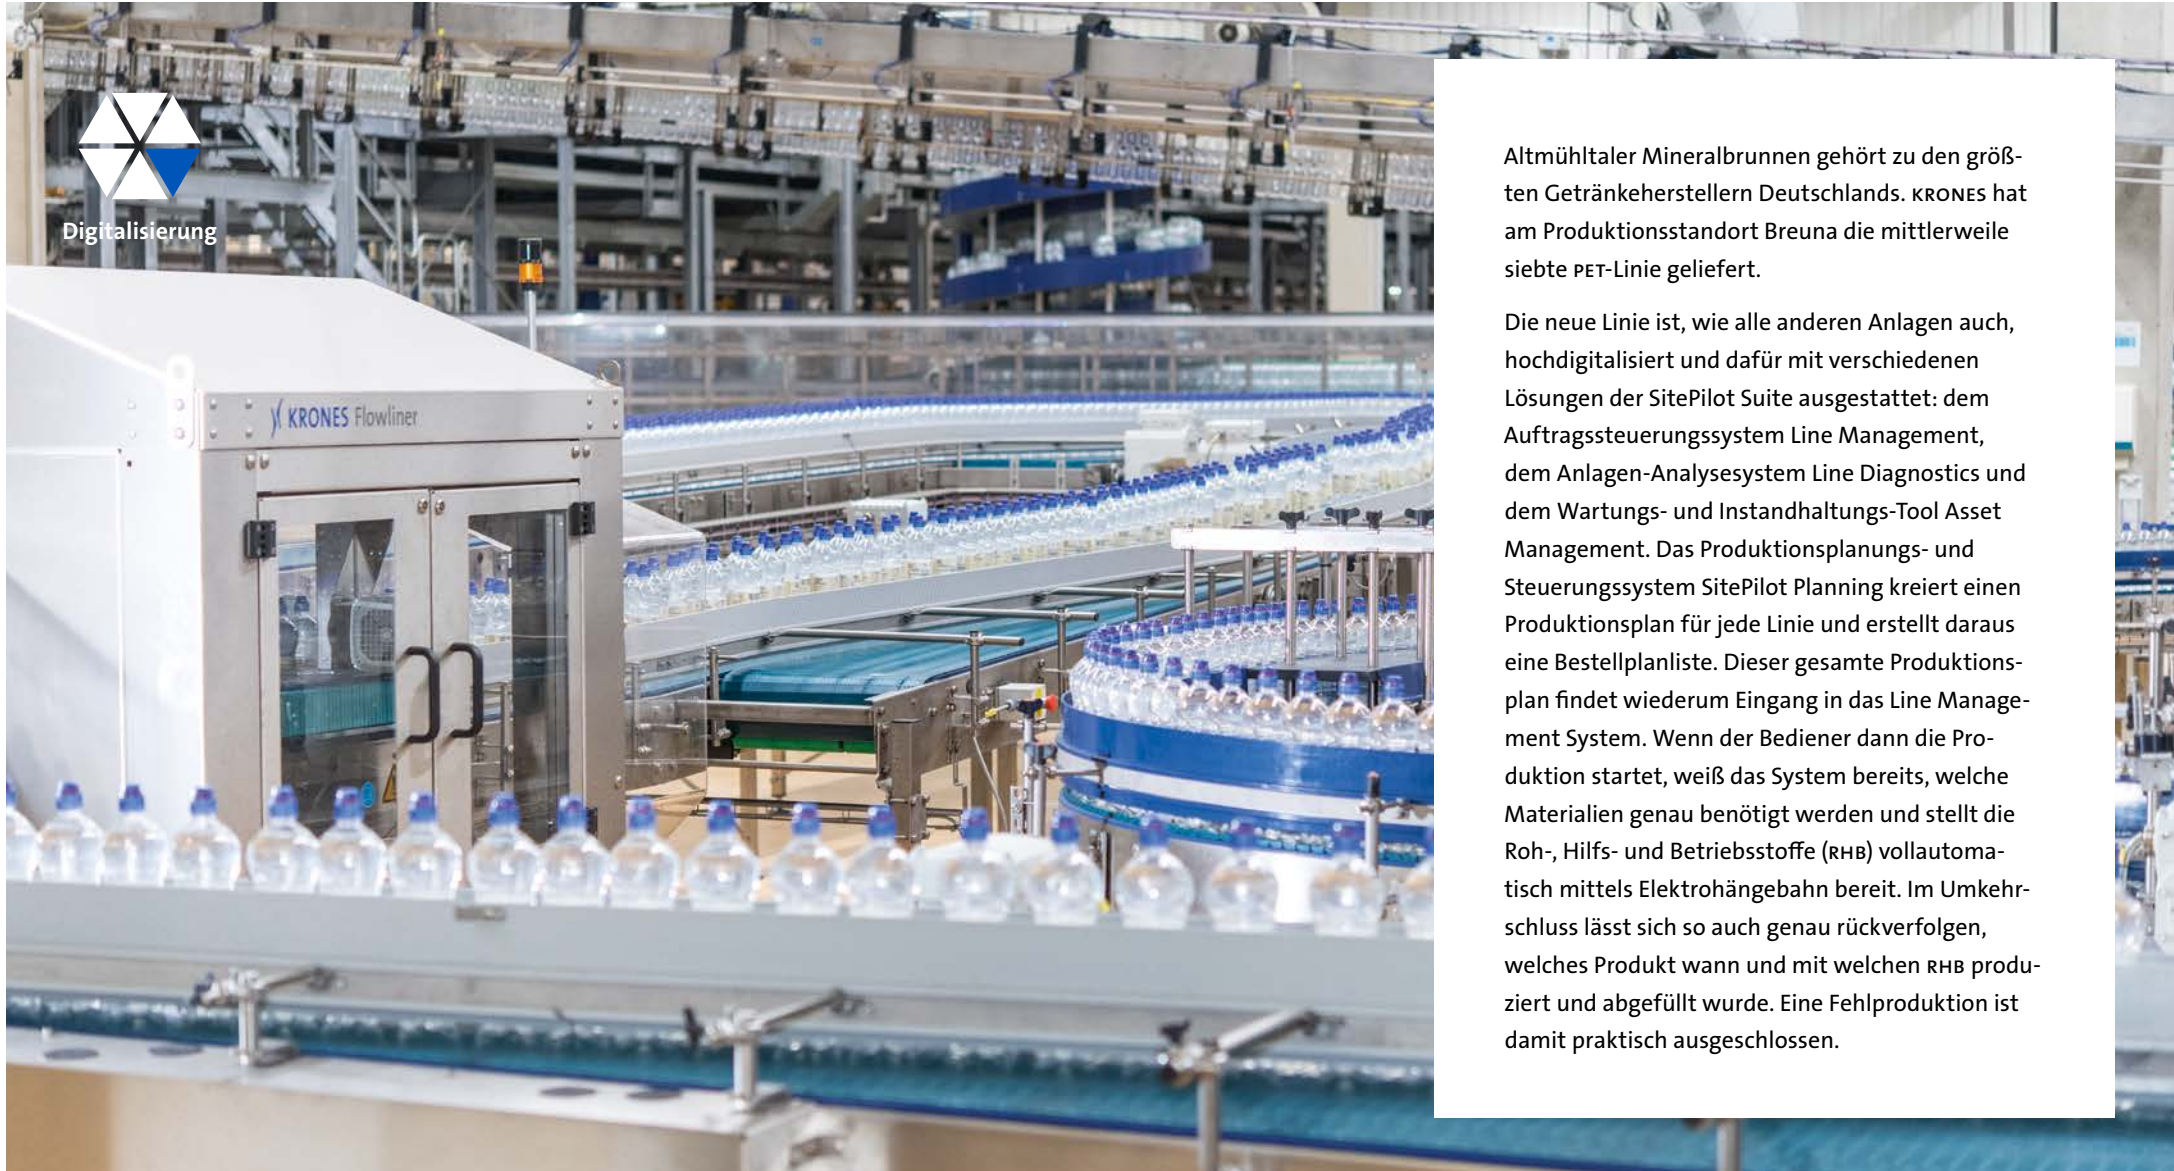 Digitalisierung
KRONES Flowliner
Altmühltaler Mineralbrunnen gehört zu den größ-
ten Getränkeherstellern Deutschlands. KRONES hat
am Produktionsstandort Breuna die mittlerweile
siebte PET-Linie geliefert.
Die neue Linie ist, wie alle anderen Anlagen auch,
hochdigitalisiert und dafür mit verschiedenen
Lösungen der SitePilot Suite ausgestattet: dem
Auftragssteuerungssystem Line Management,
dem Anlagen-Analysesystem Line Diagnostics und
dem Wartungs- und Instandhaltungs-Tool Asset
Management. Das Produktionsplanungs- und
Steuerungssystem SitePilot Planning kreiert einen
Produktionsplan für jede Linie und erstellt daraus
eine Bestellplanliste. Dieser gesamte Produktions-
plan findet wiederum Eingang in das Line Manage-
ment System. Wenn der Bediener dann die Pro-
duktion startet, weiß das System bereits, welche
Materialien genau benötigt werden und stellt die
Roh-, Hilfs- und Betriebsstoffe (RHB) vollautoma-
tisch mittels Elektrohängebahn bereit. Im Umkehr-
schluss lässt sich so auch genau rückverfolgen,
welches Produkt wann und mit welchen RHB produ-
ziert und abgefüllt wurde. Eine Fehlproduktion ist
damit praktisch ausgeschlossen.